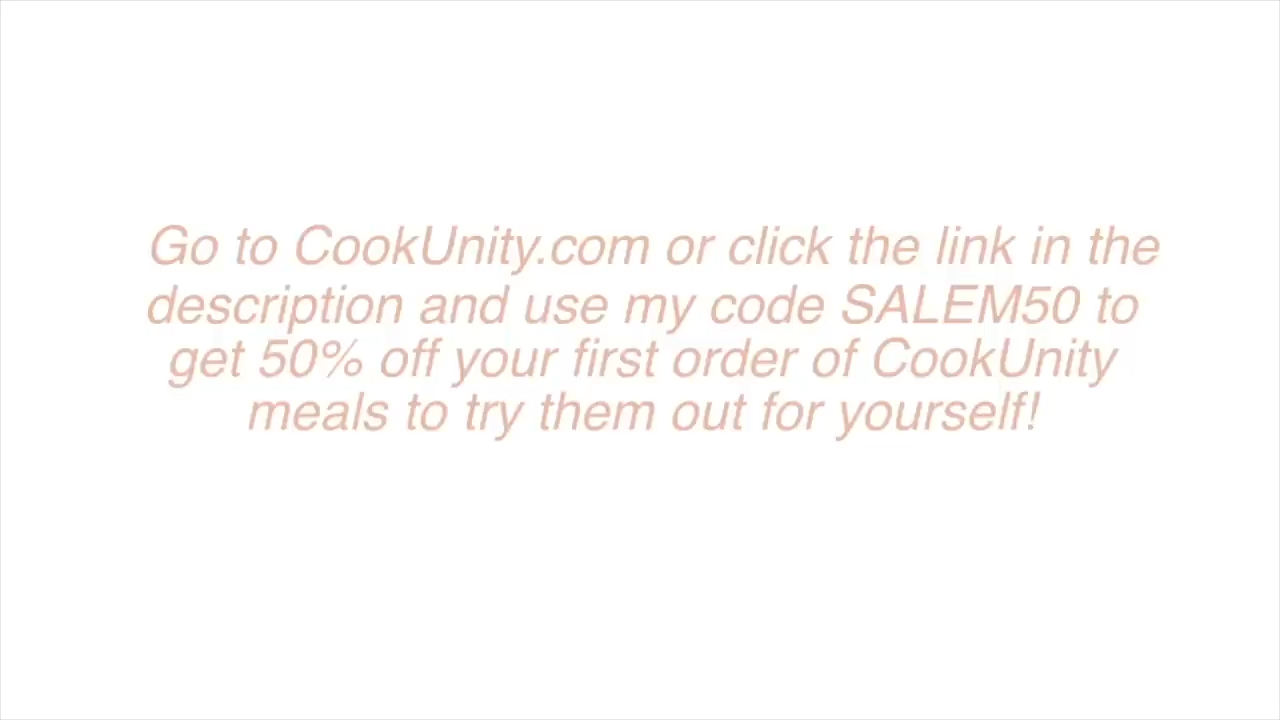 Go to CookUnity.com or click the link in the
description and use my code SALEM50 to
get 50% off your first order of CookUnity
meals to try them out for yourself!